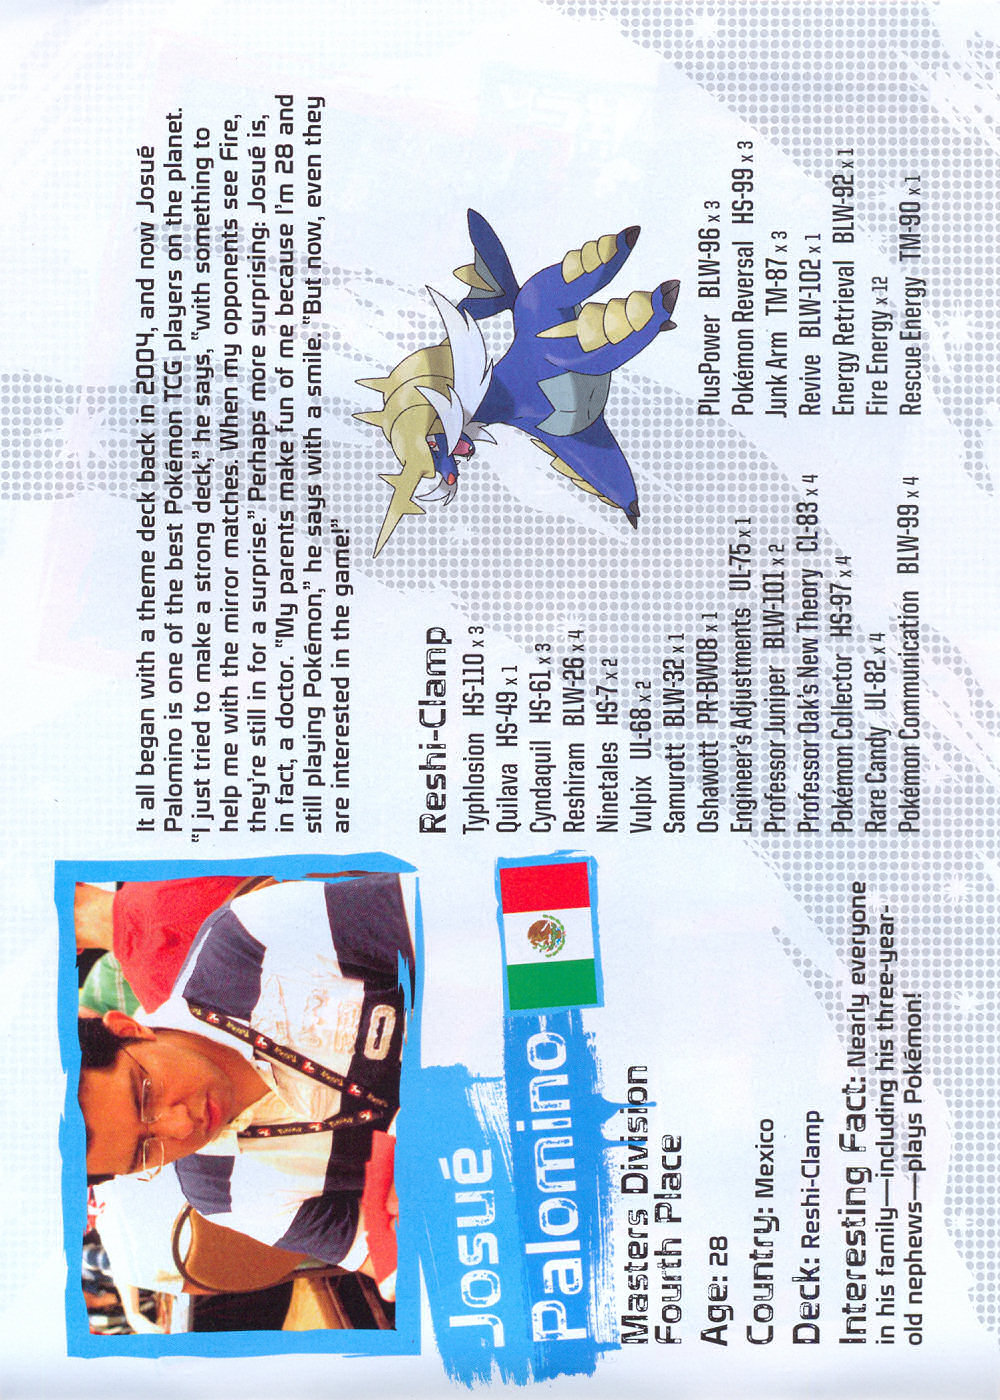 It all began with a theme deck back in 2004, and now Josué
Palomino is one of the best Pokémon TCG players on the planet.
“I just tried to make a strong deck,” he says, “with something to
help me with the mirror matches. When my opponents see Fire,
they’re still in for a surprise.” Perhaps more surprising: Josué is,
in fact, a doctor. “My parents make fun of me because I’m 28 and
still playing Pokémon,” he says with a smile. “But now, even they
are interested in the game!”
Josué
Palomino
Masters Division
Fourth Place
Age: 28
Country: Mexico
Deck: Reshi-Clamp
Interesting Fact: Nearly everyone
in his family—including his three-year-
old nephews—plays Pokémon!
Reshi-Clamp
Typhlosion HS-110 x 3
Quilava HS-49 x 1
Cyndaquil HS-61 x 3
Reshiram BLW-26 x 4
Ninetales HS-7 x 2
Vulpix UL-68 x 2
Samurott BLW-32 x 1
Oshawott PR-BW08 x 1
Engineer’s Adjustments UL-75 x 1
Professor Juniper BLW-101 x 2
Professor Oak’s New Theory CL-83 x 4
Pokémon Collector HS-97 x 4
Rare Candy UL-82 x 4
Pokémon Communication BLW-99 x 4
PlusPower BLW-96 x 3
Pokémon Reversal HS-99 x 3
Junk Arm TM-87 x 3
Revive BLW-102 x 1
Energy Retrieval BLW-92 x 1
Fire Energy x 12
Rescue Energy TM-90 x 1